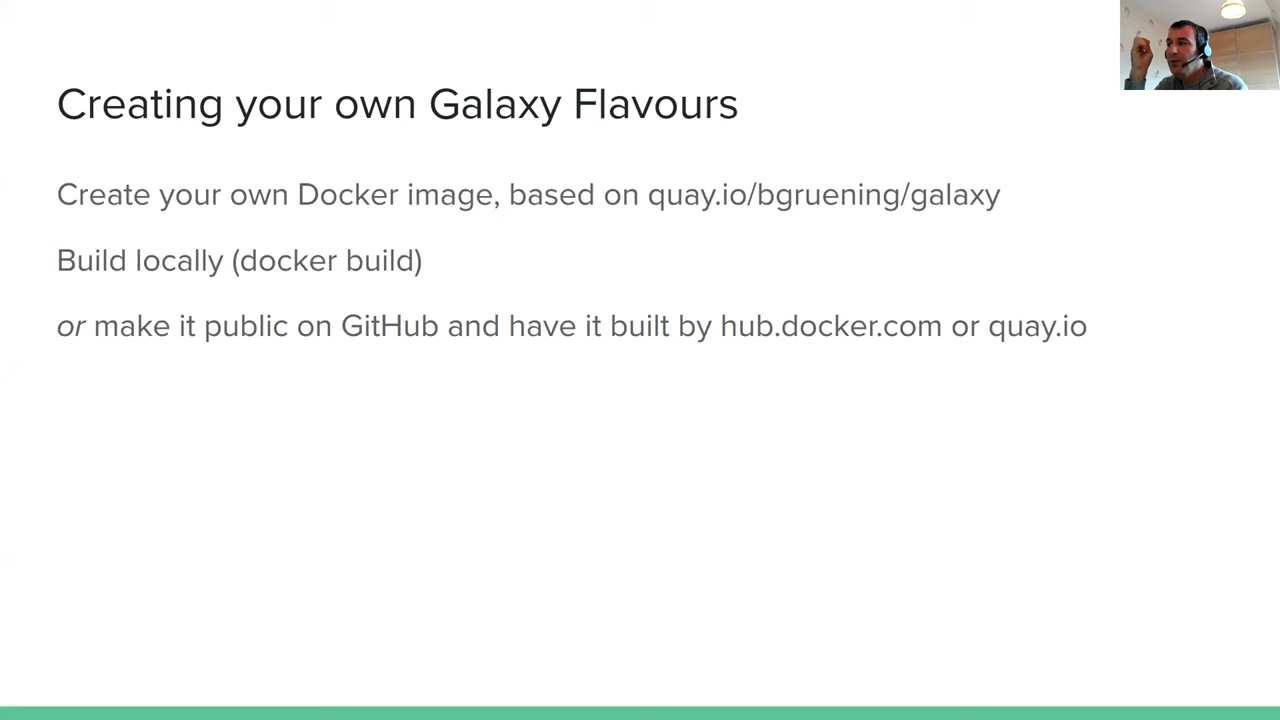 Creating your own Galaxy Flavours
Create your own Docker image, based on quay.io/bgruening/galaxy
Build locally (docker build)
or make it public on GitHub and have it built by hub.docker.com or quay.io